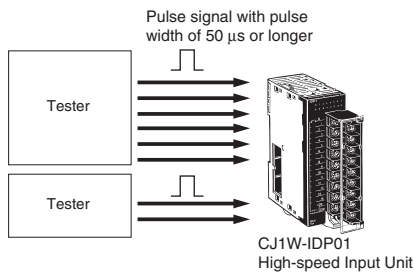 Pulse signal with pulse
width of 50 μs or longer
Tester
Tester
CJ1W-IDP01
High-speed Input Unit